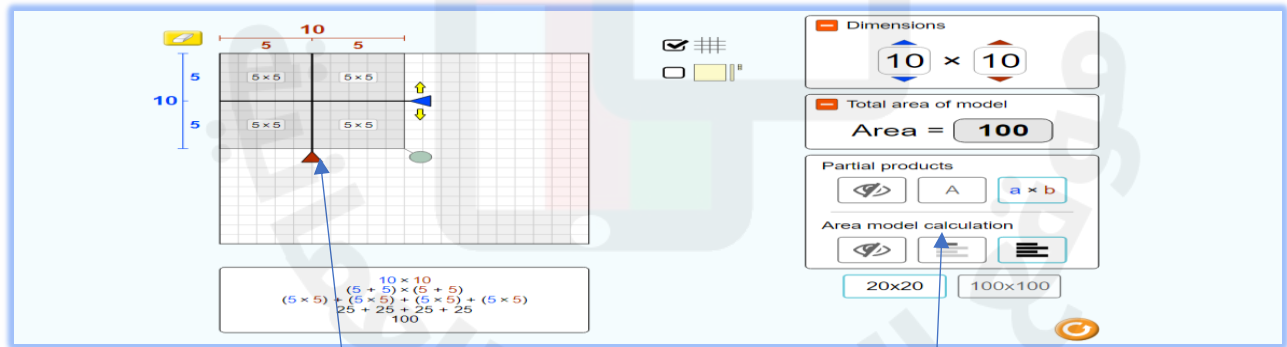 10
5 5
5
10
5
5×5 5×5
5×5 5×5
Dimensions
10 × 10
Total area of model
Area = 100
Partial products
A a × b
Area model calculation
20x20 100x100
10 × 10
(5 + 5) × (5 + 5)
(5 × 5) + (5 × 5) + (5 × 5) + (5 × 5)
25 + 25 + 25 + 25
100